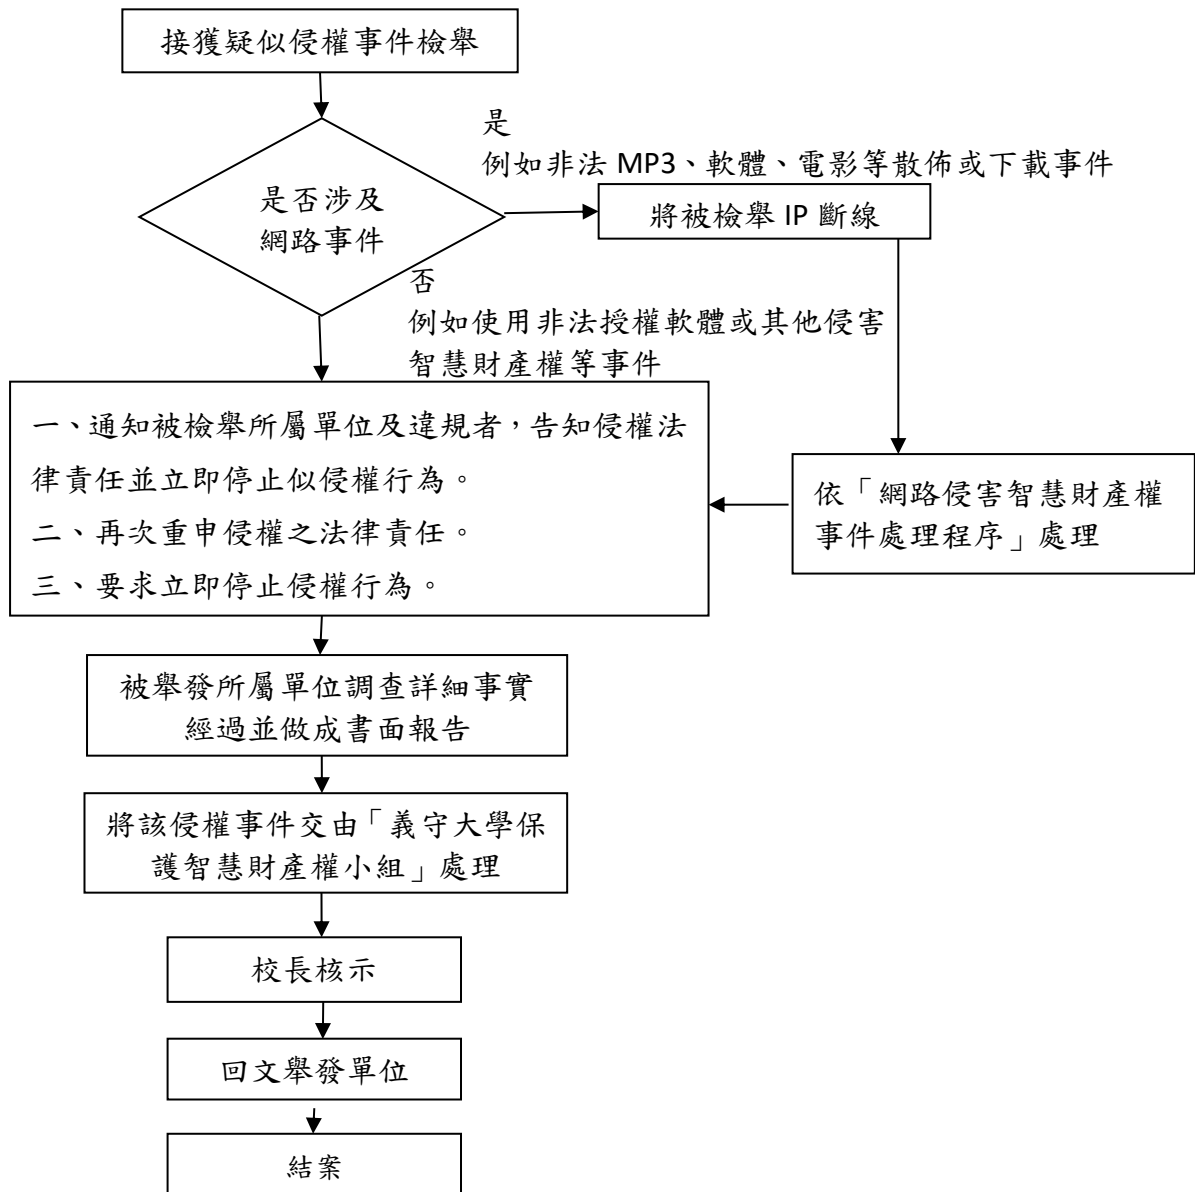 接獲疑似侵權事件檢舉
是
例如非法 MP3、軟體、電影等散佈或下載事件
是否涉及
網路事件
將被檢舉 IP 斷線
否
例如使用非法授權軟體或其他侵害
智慧財產權等事件
一、通知被檢舉所屬單位及違規者，告知侵權法
律責任並立即停止似侵權行為。
二、再次重申侵權之法律責任。
三、要求立即停止侵權行為。
依「網路侵害智慧財產權
事件處理程序」處理
被舉發所屬單位調查詳細事實
經過並做成書面報告
將該侵權事件交由「義守大學保
護智慧財產權小組」處理
校長核示
回文舉發單位
結案